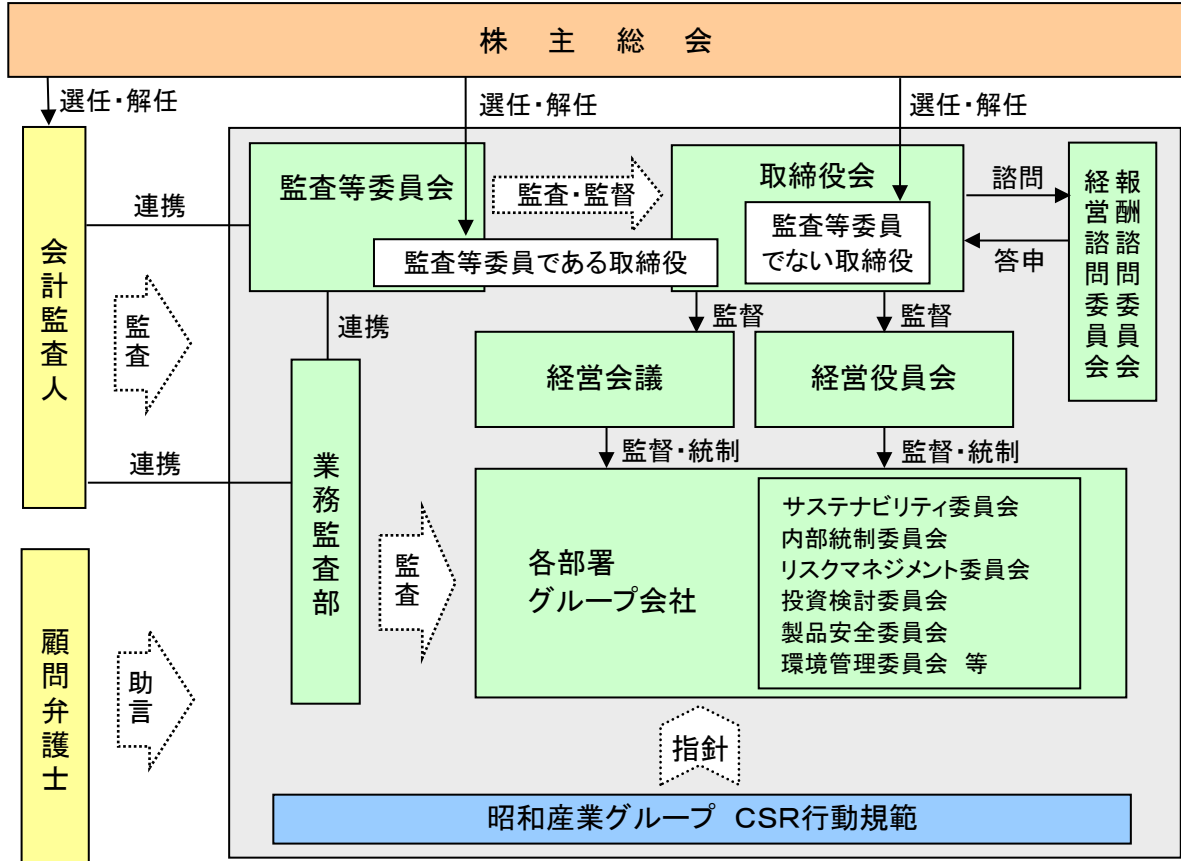 株 主 総 会
選任・解任
選任・解任
選任・解任
会計監査人
連携
監査
連携
監査等委員会
監査・監督
取締役会
監査等委員
でない取締役
監査等委員である取締役
諮問
答申
報酬諮問委員会
経営諮問委員会
連携
監督
監督
経営会議
経営役員会
監督・統制
監督・統制
業務監査部
監査
各部署
グループ会社
サステナビリティ委員会
内部統制委員会
リスクマネジメント委員会
投資検討委員会
製品安全委員会
環境管理委員会 等
顧問弁護士
助言
指針
昭和産業グループ CSR行動規範